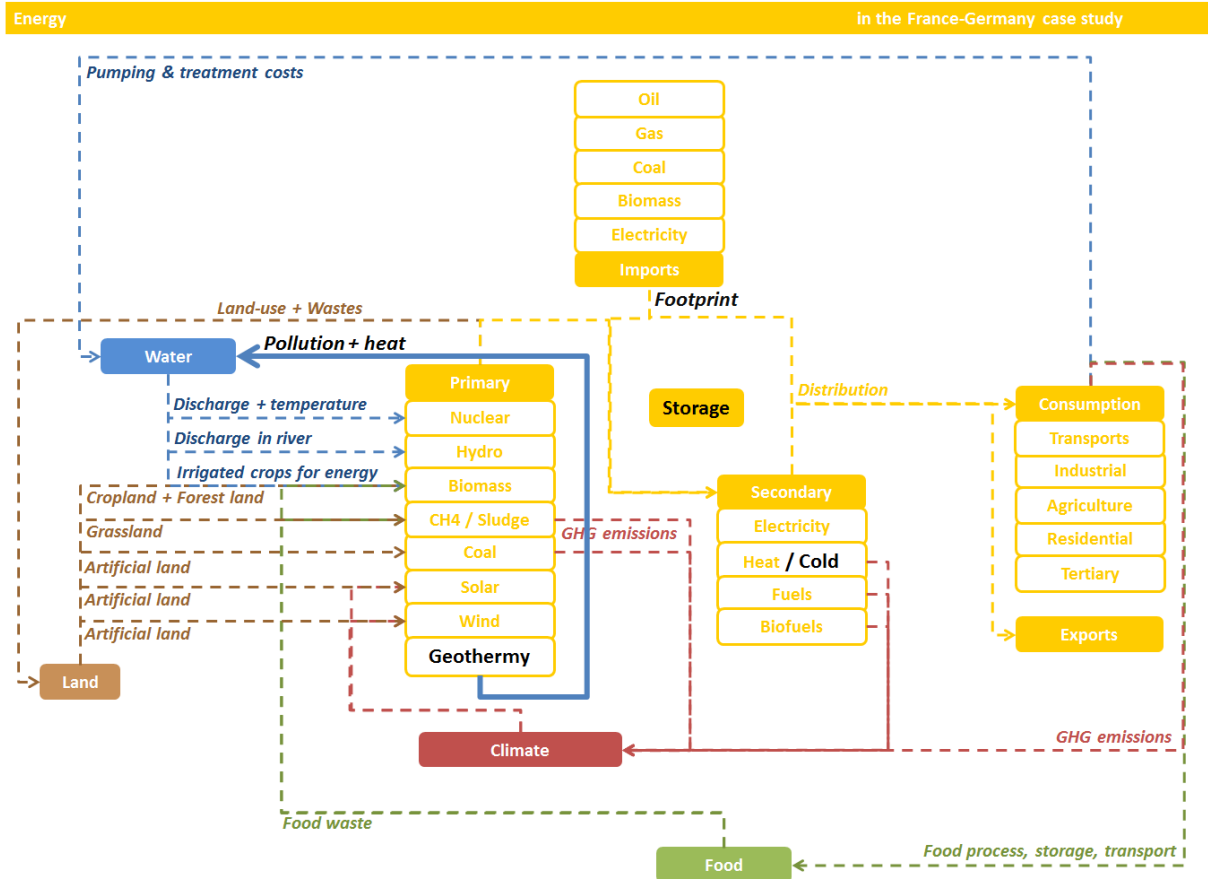 Energy
in the France-Germany case study
Pumping & treatment costs
Oil
Gas
Coal
Biomass
Electricity
Imports
Footprint
Land-use + Wastes
Water
Pollution + heat
Primary
Nuclear
Hydro
Biomass
CH4 / Sludge
Coal
Solar
Wind
Geothermy
Discharge + temperature
Discharge in river
Irrigated crops for energy
Cropland + Forest land
Grassland
Artificial land
Artificial land
Artificial land
Land
Storage
Distribution
Secondary
Electricity
Heat / Cold
Fuels
Biofuels
GHG emissions
Consumption
Transports
Industrial
Agriculture
Residential
Tertiary
Exports
Climate
GHG emissions
Food waste
Food
Food process, storage, transport